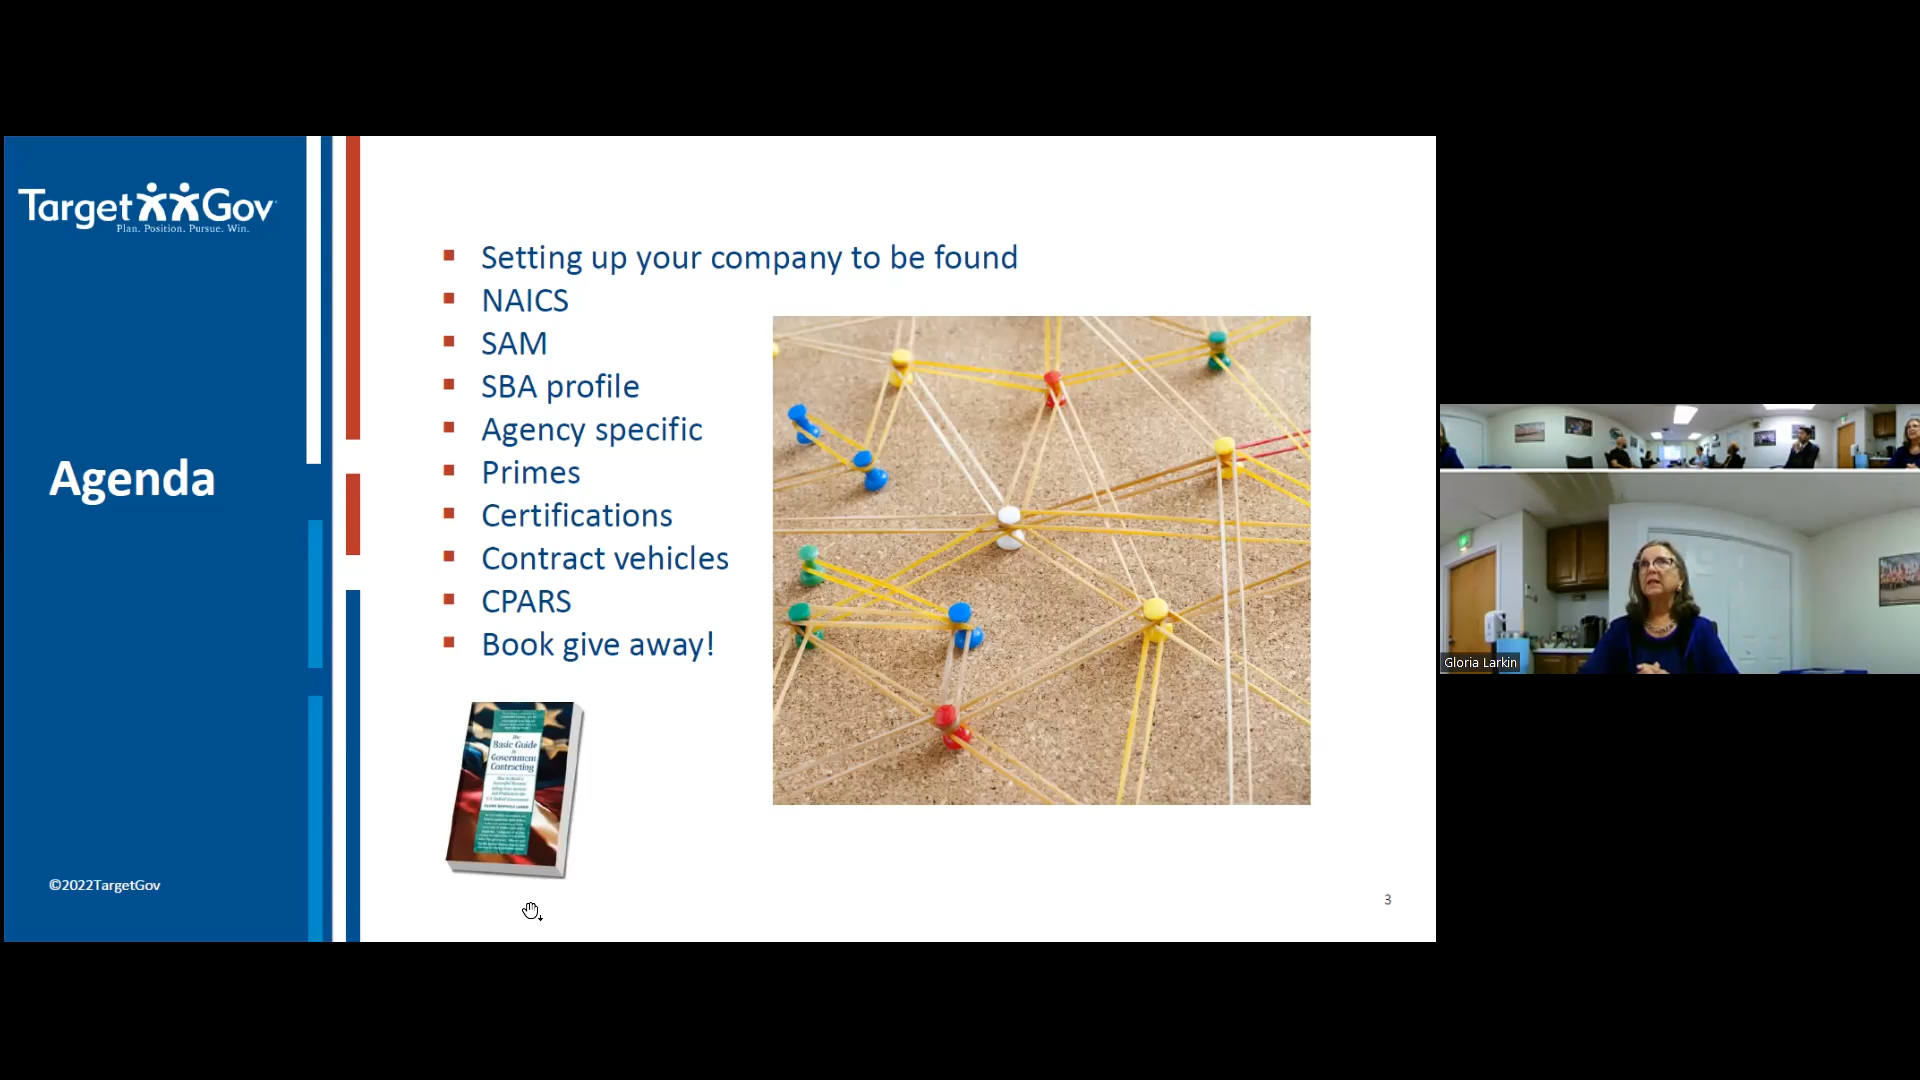 Target Gov
Plan. Position. Pursue. Win.
Agenda
©2022TargetGov
Setting up your company to be found
NAICS
SAM
SBA profile
Agency specific
Primes
Certifications
Contract vehicles
CPARS
Book give away!
The
Basic Guide
to
Government
Contracting
3
Gloria Larkin